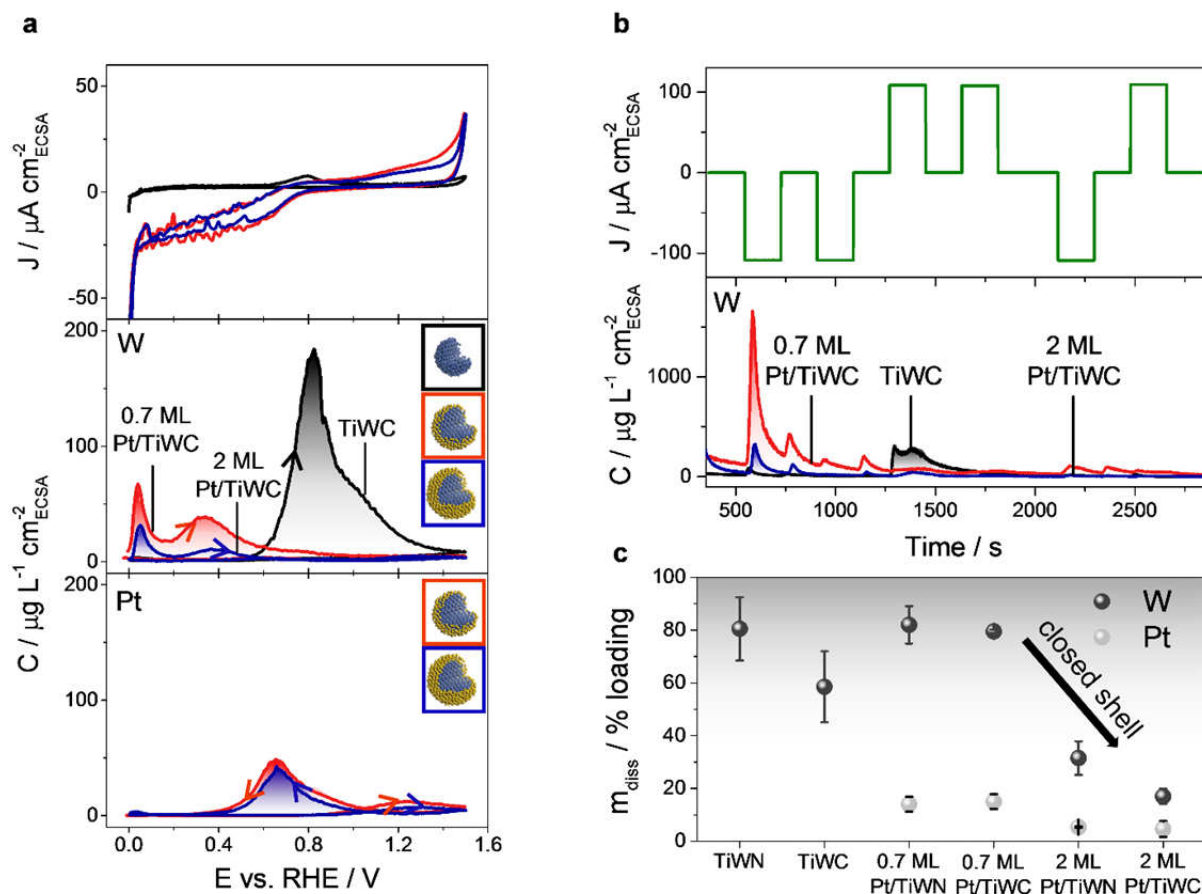 a
50
0
-50
J / µA cm⁻²ECSA
W
200
100
0
0.7 ML
Pt/TiWC
2 ML
Pt/TiWC
TiWC
C / µg L⁻¹ cm⁻²ECSA
Pt
200
100
0
0.0 0.4 0.8 1.2 1.6
E vs. RHE / V
b
100
0
-100
J / µA cm⁻²ECSA
W
1000
0
0.7 ML
Pt/TiWC
TiWC
2 ML
Pt/TiWC
C / µg L⁻¹ cm⁻²ECSA
500 1000 1500 2000 2500
Time / s
c
100
80
60
40
20
0
mdiss / % loading
W
Pt
closed shell
TiWN TiWC 0.7 ML 0.7 ML 2 ML 2 ML
Pt/TiWN Pt/TiWC Pt/TiWN Pt/TiWC